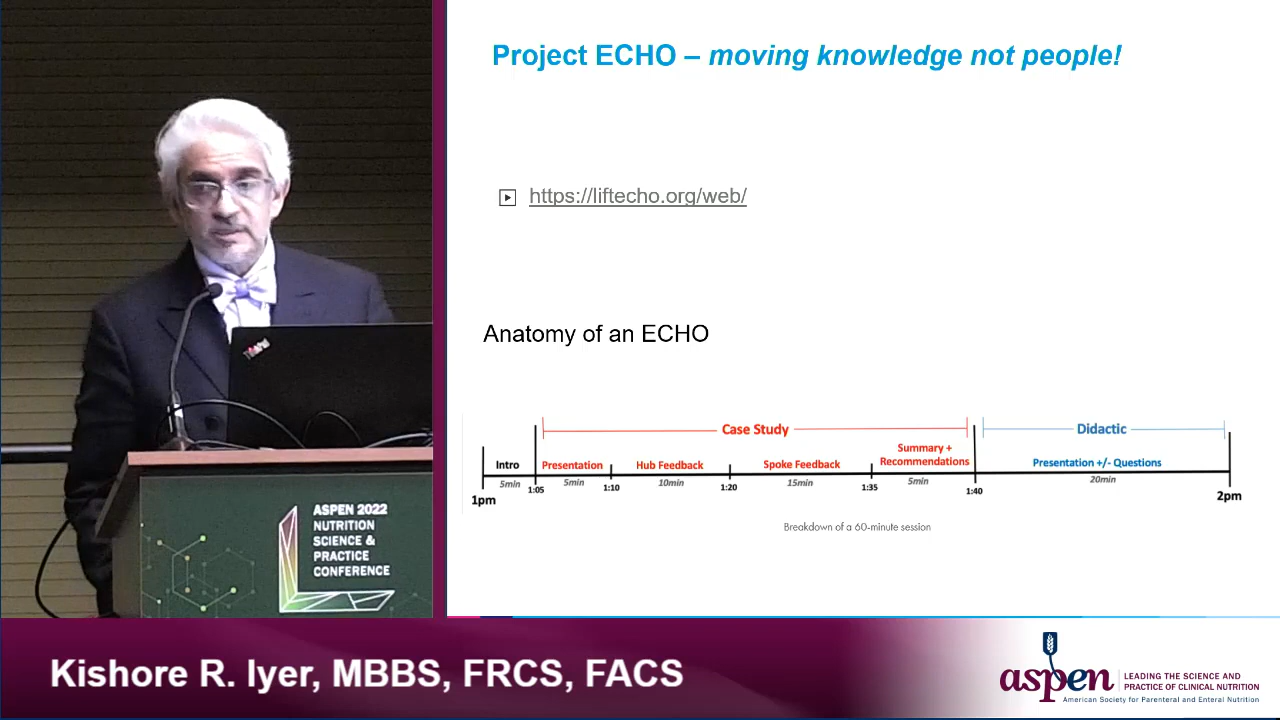 Project ECHO – moving knowledge not people!
https://liftecho.org/web/
Anatomy of an ECHO
Case Study
Didactic
Intro
Presentation
Hub Feedback
Spoke Feedback
Summary +
Recommendations
Presentation +/- Questions
5min
5min
10min
15min
5min
20min
1pm
1:05
1:10
1:20
1:35
1:40
2pm
Breakdown of a 60-minute session
ASPEN 2022
NUTRITION
SCIENCE &
PRACTICE
CONFERENCE
Kishore R. Iyer, MBBS, FRCS, FACS
aspen
LEADING THE SCIENCE AND
PRACTICE OF CLINICAL NUTRITION
American Society for Parenteral and Enteral Nutrition